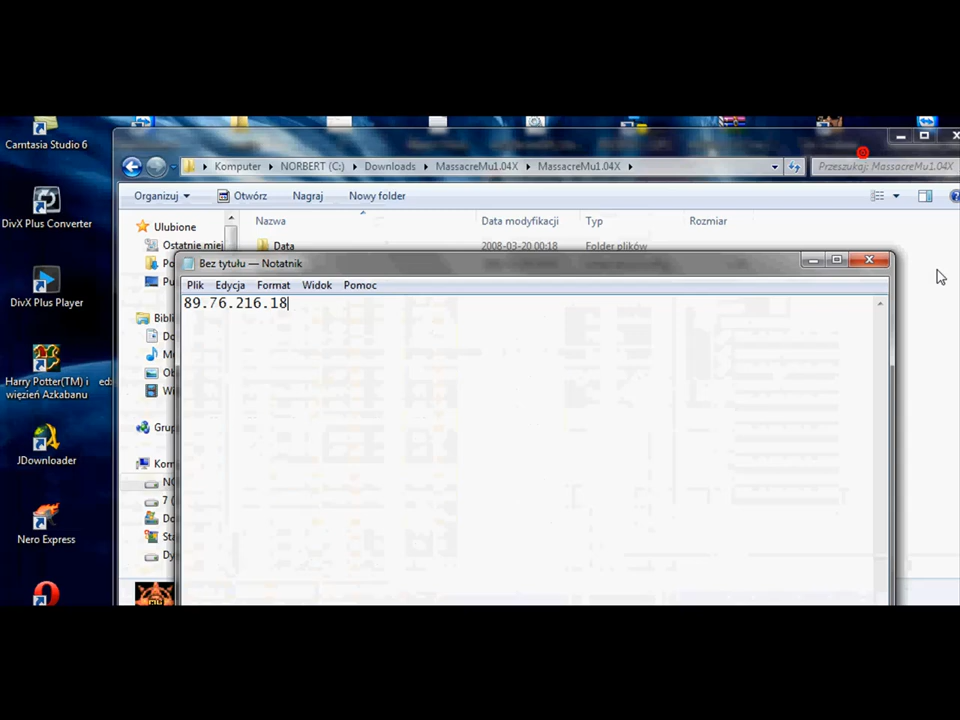 Camtasia Studio 6
DivX Plus Converter
DivX Plus Player
Harry Potter(TM) i
więzień Azkabanu
JDownloader
Nero Express
Komputer
NORBERT (C:)
Downloads
MassacreMu1.04X
MassacreMu1.04X
Przeszukaj: MassacreMu1.04X
Organizuj
Otwórz
Nagraj
Nowy folder
Ulubione
Ostatnie miej
Nazwa
Data modyfikacji
Typ
Rozmiar
Data
2008-03-20 00:18
Folder plików
Bez tytułu — Notatnik
Plik Edycja Format Widok Pomoc
89.76.216.18